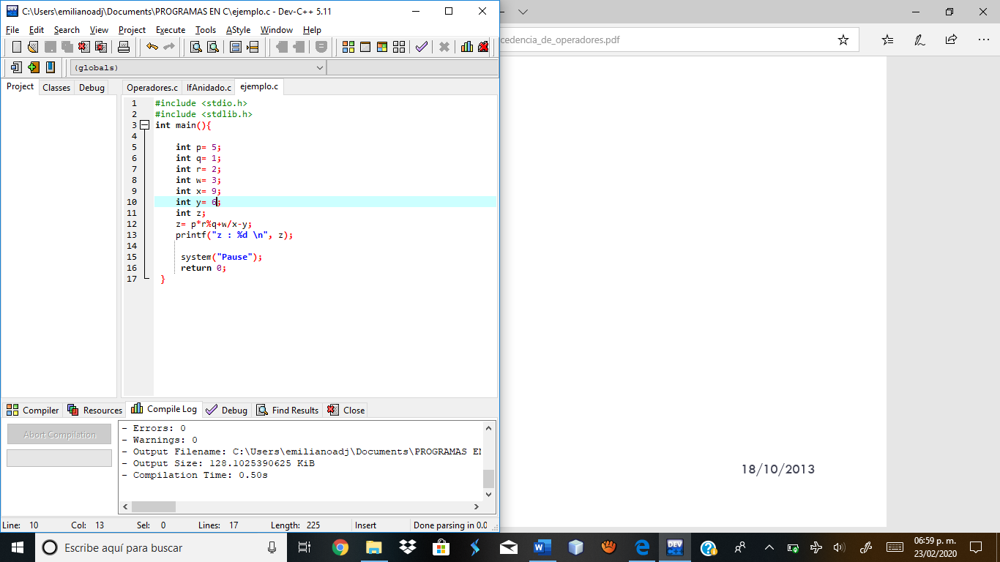 C:\Users\emilianoadj\Documents\PROGRAMAS EN C\ejemplo.c - Dev-C++ 5.11
File Edit Search View Project Execute Tools AStyle Window Help
cedencia_de_operadores.pdf
(globals)
Project Classes Debug
Operadores.c IfAnidado.c ejemplo.c
1 #include <stdio.h>
2 #include <stdlib.h>
3 int main(){
4
5 int p= 5;
6 int q= 1;
7 int r= 2;
8 int w= 3;
9 int x= 9;
10 int y= 6;
11 int z;
12 z= p*r%q+w/x-y;
13 printf("z : %d \n", z);
14
15 system("Pause");
16 return 0;
17 }
Compiler Resources Compile Log Debug Find Results Close
Abort Compilation
- Errors: 0
- Warnings: 0
- Output Filename: C:\Users\emilianoadj\Documents\PROGRAMAS EN
- Output Size: 128.1025390625 KiB
- Compilation Time: 0.50s
18/10/2013
Line: 10 Col: 13 Sel: 0 Lines: 17 Length: 225 Insert Done parsing in 0.0
Escribe aquí para buscar
DEV
06:59 p. m.
23/02/2020